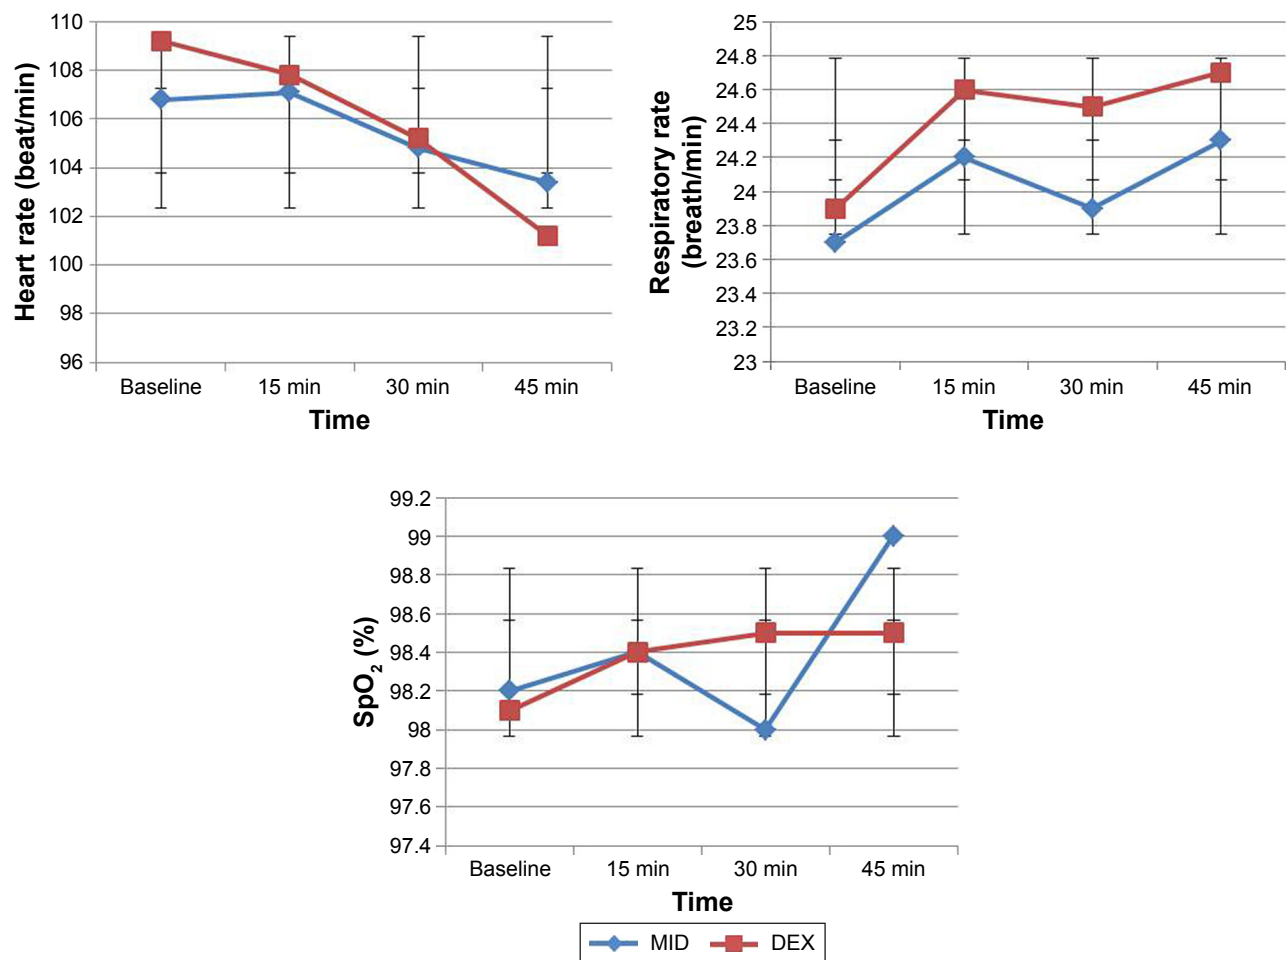 Heart rate (beat/min)
110
108
106
104
102
100
98
96
Baseline 15 min 30 min 45 min
Time
Respiratory rate
(breath/min)
25
24.8
24.6
24.4
24.2
24
23.8
23.6
23.4
23.2
23
Baseline 15 min 30 min 45 min
Time
SpO₂ (%)
99.2
99
98.8
98.6
98.4
98.2
98
97.8
97.6
97.4
Baseline 15 min 30 min 45 min
Time
MID DEX